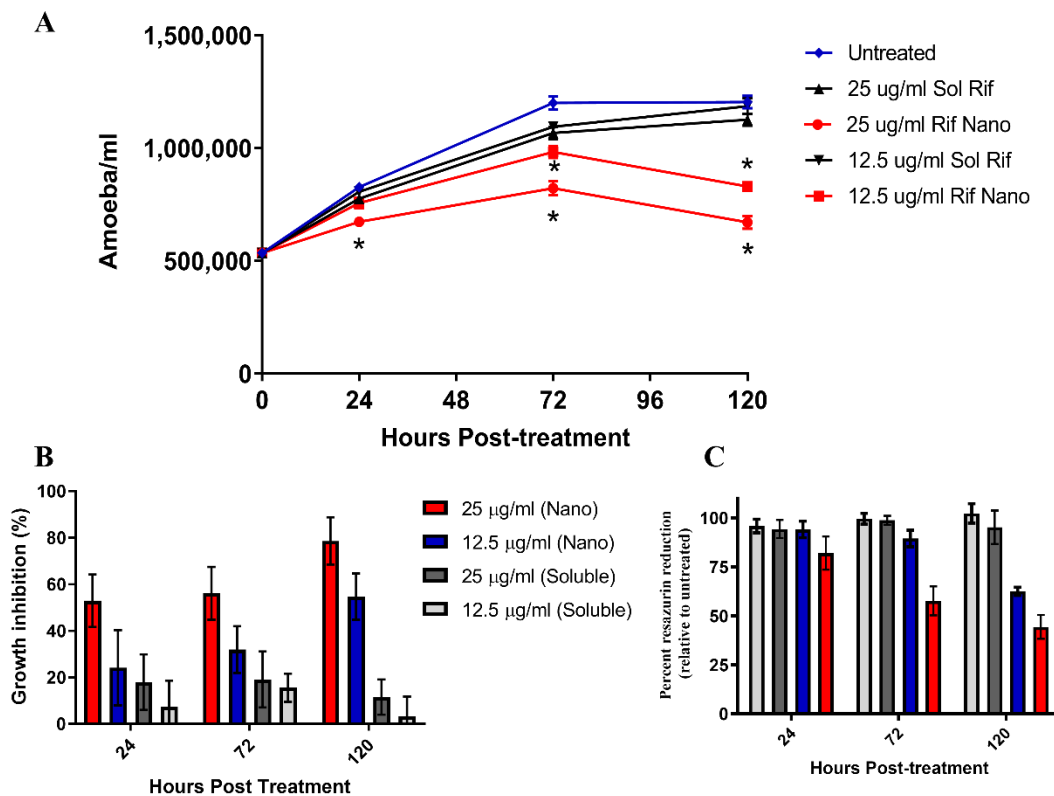 A
1,500,000
1,000,000
500,000
0
Amoeba/ml
0 24 48 72 96 120
Hours Post-treatment
* * * * *
Untreated
25 ug/ml Sol Rif
25 ug/ml Rif Nano
12.5 ug/ml Sol Rif
12.5 ug/ml Rif Nano
B
100
80
60
40
20
0
Growth inhibition (%)
24 72 120
Hours Post Treatment
25 µg/ml (Nano)
12.5 µg/ml (Nano)
25 µg/ml (Soluble)
12.5 µg/ml (Soluble)
C
100
75
50
25
0
Percent resazurin reduction
(relative to untreated)
24 72 120
Hours Post-treatment